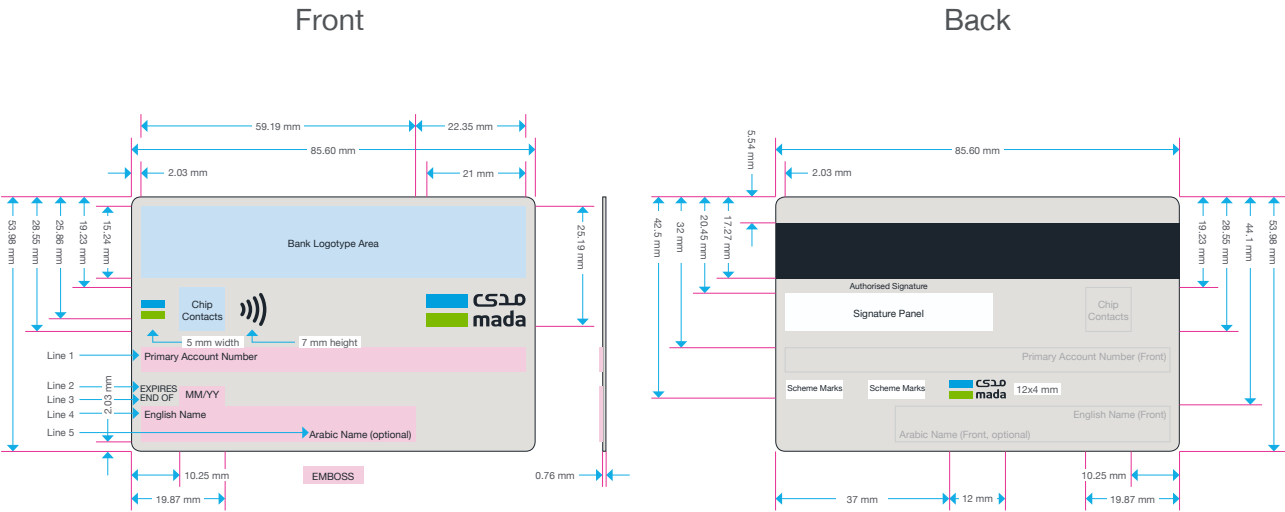 Front
Back
59.19 mm
22.35 mm
85.60 mm
2.03 mm
21 mm
53.98 mm
28.55 mm
25.86 mm
19.23 mm
15.24 mm
25.19 mm
Bank Logotype Area
Chip
Contacts
مدى
mada
5 mm width
7 mm height
Line 1
Primary Account Number
Line 2
EXPIRES
Line 3
END OF
MM/YY
2.03 mm
Line 4
English Name
Line 5
Arabic Name (optional)
10.25 mm
EMBOSS
0.76 mm
19.87 mm
5.54 mm
85.60 mm
2.03 mm
42.5 mm
32 mm
20.45 mm
17.27 mm
19.23 mm
28.55 mm
44.1 mm
53.98 mm
Authorised Signature
Signature Panel
Chip
Contacts
Primary Account Number (Front)
Scheme Marks
Scheme Marks
مدى
mada
12x4 mm
English Name (Front)
Arabic Name (Front, optional)
10.25 mm
37 mm
12 mm
19.87 mm